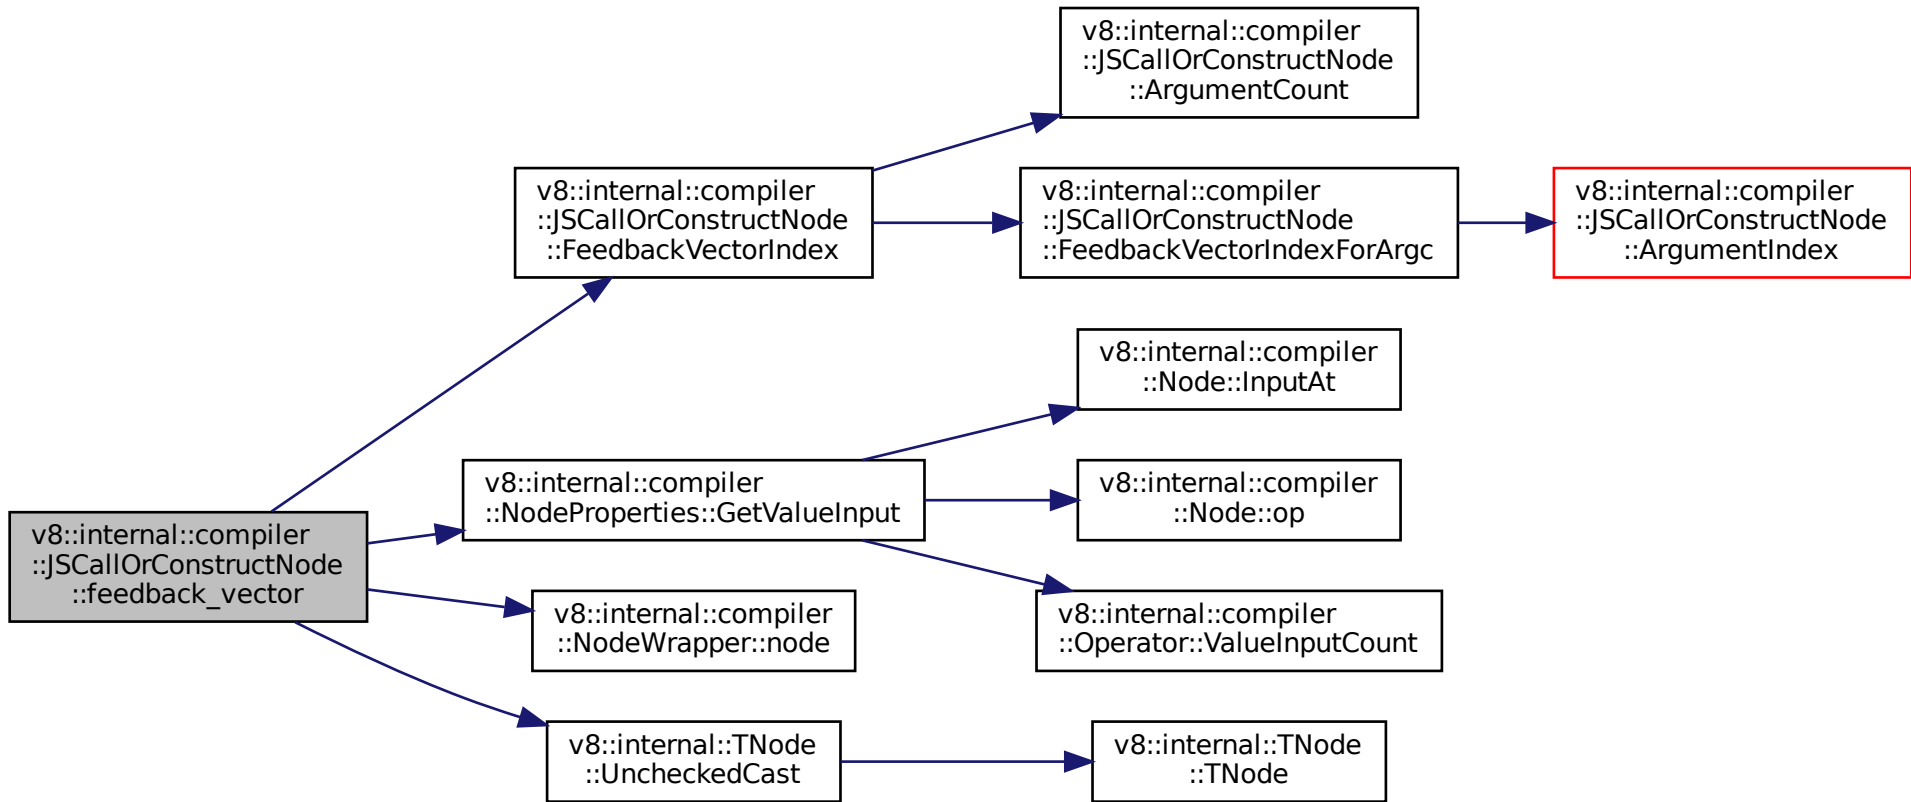 v8::internal::compiler
::JSCallOrConstructNode
::feedback_vector
v8::internal::compiler
::JSCallOrConstructNode
::FeedbackVectorIndex
v8::internal::compiler
::JSCallOrConstructNode
::ArgumentCount
v8::internal::compiler
::JSCallOrConstructNode
::FeedbackVectorIndexForArgc
v8::internal::compiler
::JSCallOrConstructNode
::ArgumentIndex
v8::internal::compiler
::NodeProperties::GetValueInput
v8::internal::compiler
::Node::InputAt
v8::internal::compiler
::Node::op
v8::internal::compiler
::Operator::ValueInputCount
v8::internal::compiler
::NodeWrapper::node
v8::internal::TNode
::UncheckedCast
v8::internal::TNode
::TNode